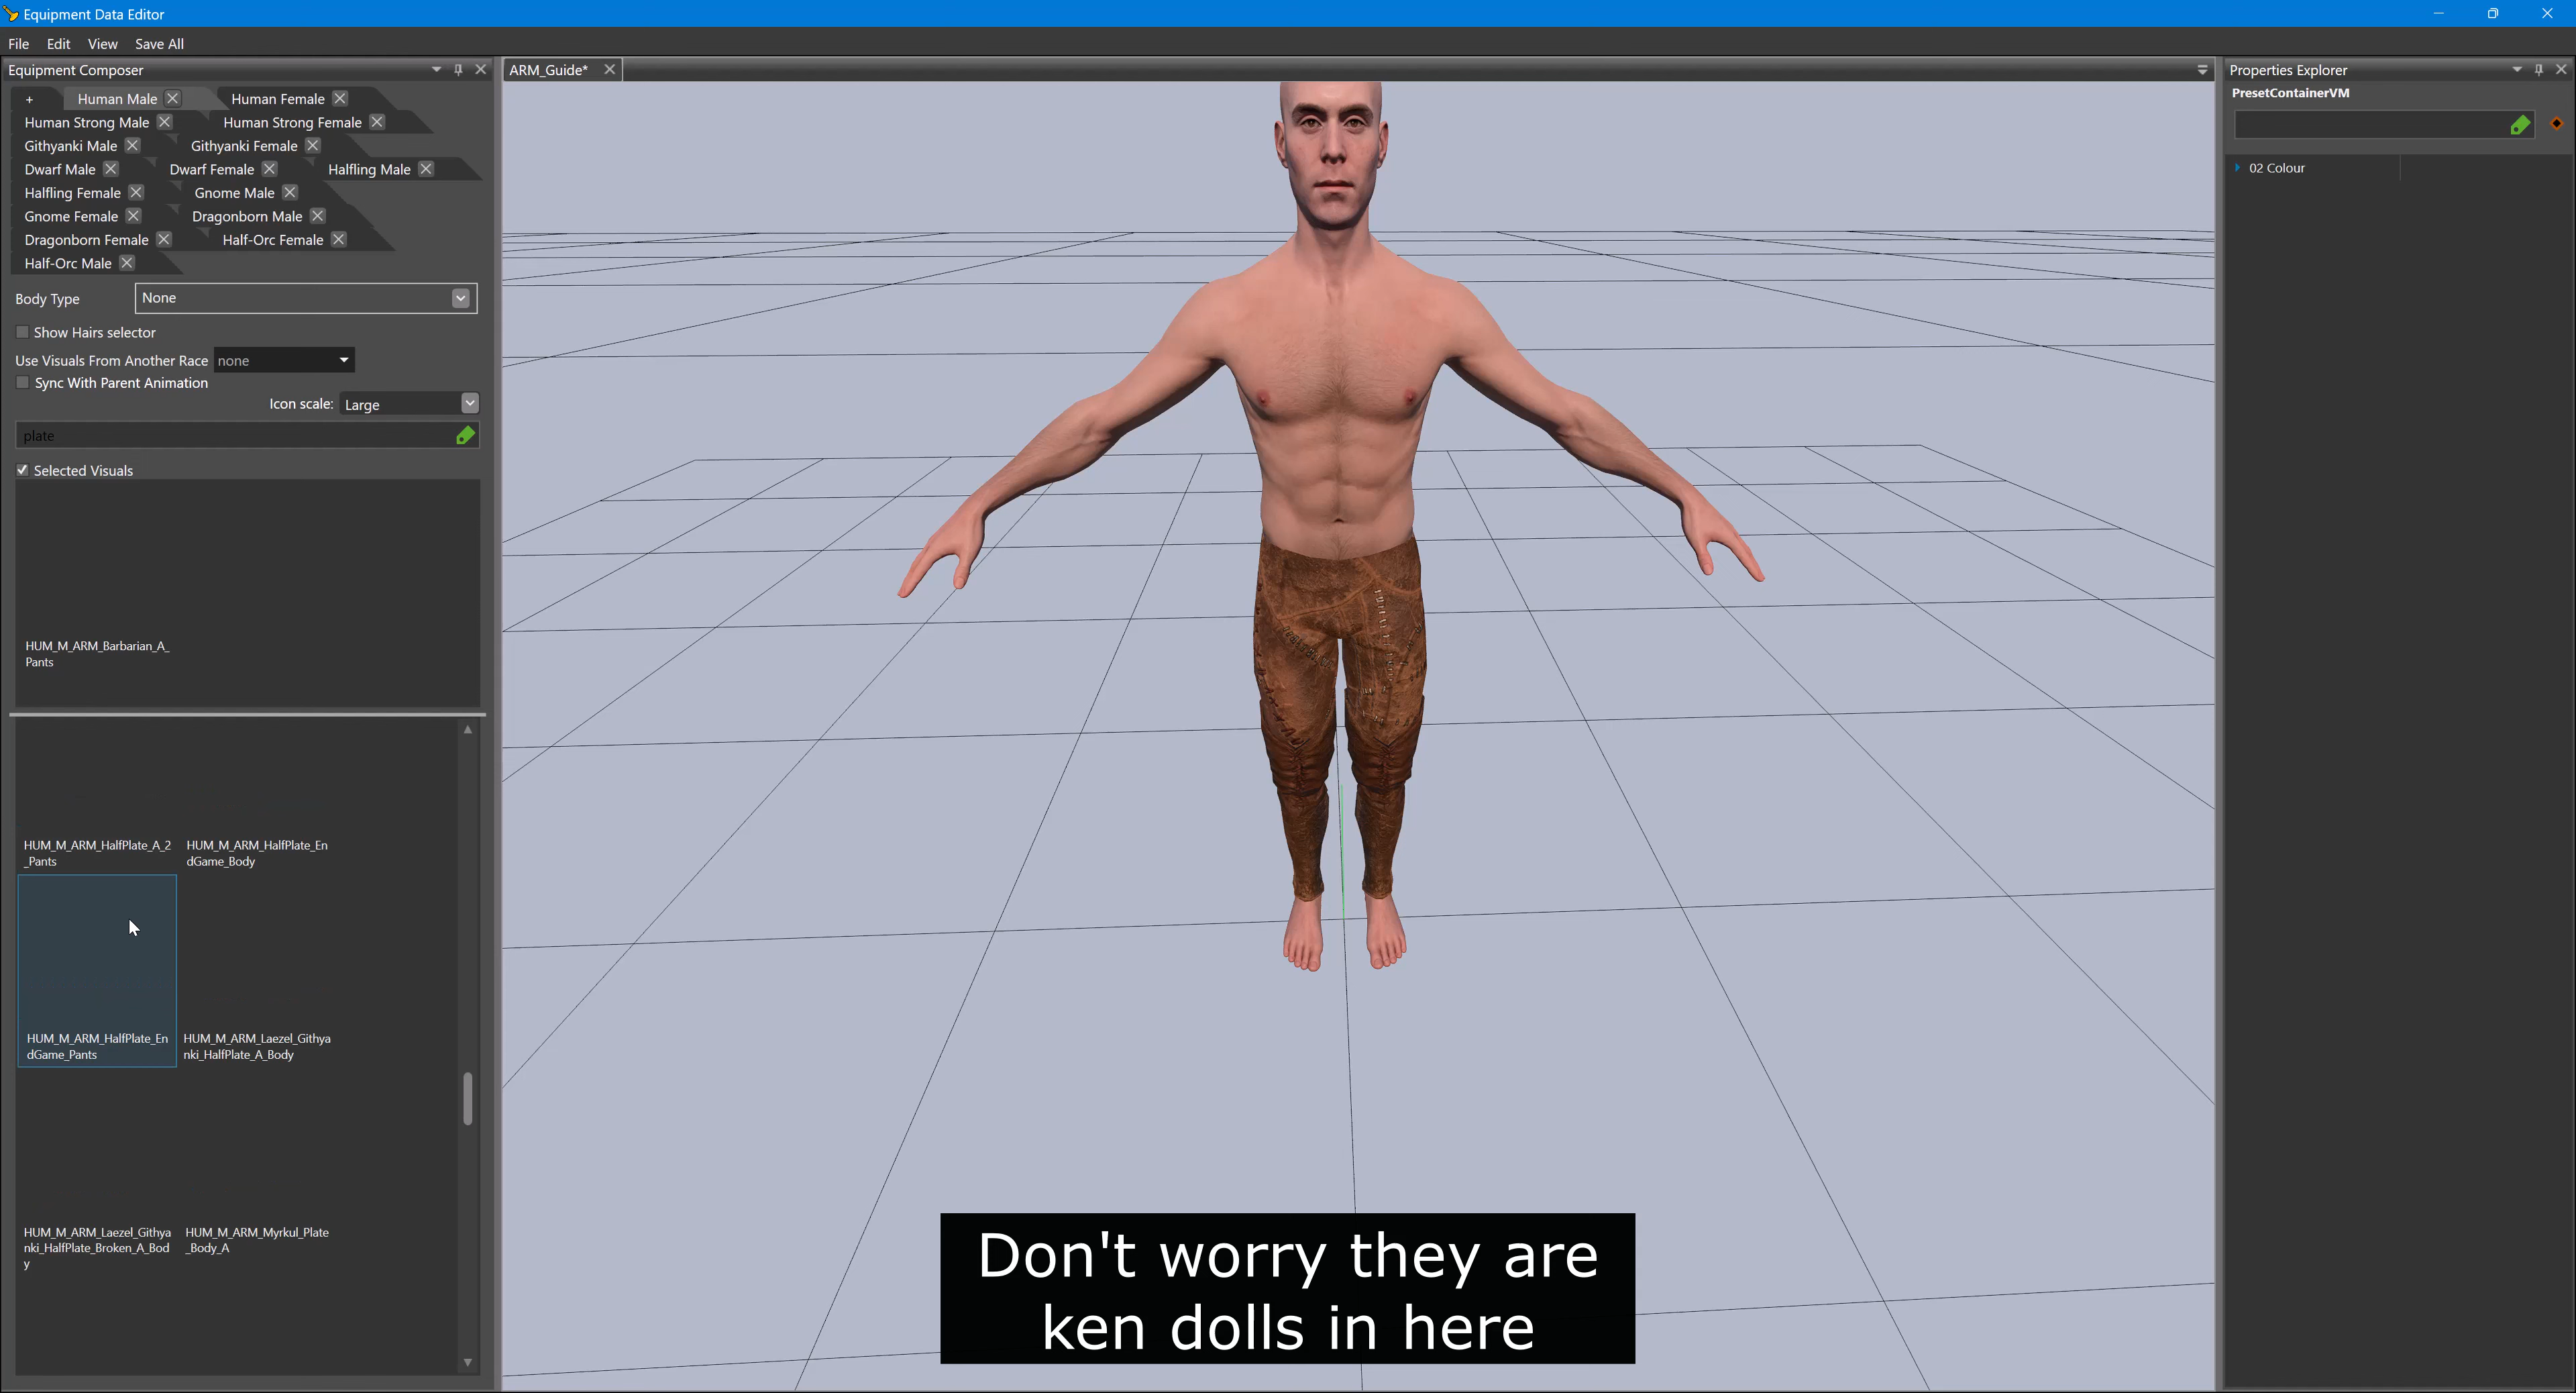 Equipment Data Editor
File Edit View Save All
Equipment Composer
+ Human Male Human Female
Human Strong Male Human Strong Female
Githyanki Male Githyanki Female
Dwarf Male Dwarf Female Halfling Male
Halfling Female Gnome Male
Gnome Female Dragonborn Male
Dragonborn Female Half-Orc Female
Half-Orc Male
Body Type None
Show Hairs selector
Use Visuals From Another Race none
Sync With Parent Animation
Icon scale: Large
plate
Selected Visuals
HUM_M_ARM_Barbarian_A_
Pants
HUM_M_ARM_HalfPlate_A_2
_Pants
HUM_M_ARM_HalfPlate_En
dGame_Body
HUM_M_ARM_HalfPlate_En
dGame_Pants
HUM_M_ARM_Laezel_Githya
nki_HalfPlate_A_Body
HUM_M_ARM_Laezel_Githya
nki_HalfPlate_Broken_A_Bod
y
HUM_M_ARM_Myrkul_Plate
_Body_A
ARM_Guide*
Don't worry they are
ken dolls in here
Properties Explorer
PresetContainerVM
02 Colour